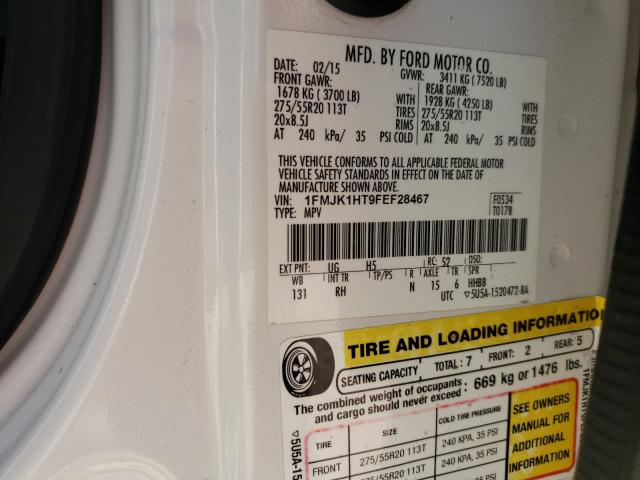 MFD. BY FORD MOTOR CO.
DATE: 02/15 GVWR: 3411 KG ( 7520 LB)
FRONT GAWR: REAR GAWR:
1678 KG ( 3700 LB) WITH 1928 KG ( 4250 LB) WITH
275/55R20 113T TIRES 275/55R20 113T TIRES
20x8.5J RIMS 20x8.5J RIMS
AT 240 kPa/ 35 PSI COLD AT 240 kPa/ 35 PSI COLD
THIS VEHICLE CONFORMS TO ALL APPLICABLE FEDERAL MOTOR
VEHICLE SAFETY STANDARDS IN EFFECT ON THE DATE OF
MANUFACTURE SHOWN ABOVE.
VIN: 1FMJK1HT9FEF28467 F0534
TYPE: MPV T0178
EXT PNT: UG H5 RC: 52 DSO:
WB INT TR TP/PS R AXLE TR SPR
131 RH N 15 6 HHBB
UTC ▽5U5A-1520472-BA
TIRE AND LOADING INFORMATION
SEATING CAPACITY TOTAL: 7 FRONT: 2 REAR: 5
The combined weight of occupants : 669 kg or 1476 lbs.
and cargo should never exceed
TIRE SIZE COLD TIRE PRESSURE
FRONT 275/55R20 113T 240 KPA, 35 PSI
SEE OWNERS
MANUAL FOR
ADDITIONAL
INFORMATION
▽5U5A-15